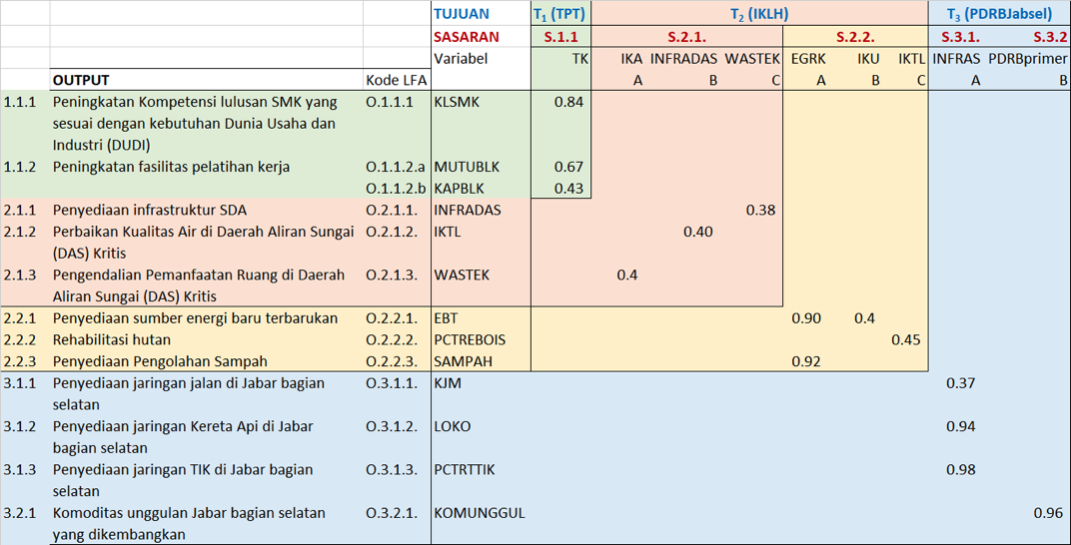 TUJUAN T₁ (TPT) T₂ (IKLH) T₃ (PDRBJabsel)
SASARAN S.1.1 S.2.1. S.2.2. S.3.1. S.3.2
Variabel TK IKA INFRADAS WASTEK EGRK IKU IKTL INFRAS PDRBprimer
OUTPUT Kode LFA A B C A B C A B
1.1.1 Peningkatan Kompetensi lulusan SMK yang O.1.1.1 KLSMK 0.84
sesuai dengan kebutuhan Dunia Usaha dan
Industri (DUDI)
1.1.2 Peningkatan fasilitas pelatihan kerja O.1.1.2.a MUTUBLK 0.67
O.1.1.2.b KAPBLK 0.43
2.1.1 Penyediaan infrastruktur SDA O.2.1.1. INFRADAS 0.38
2.1.2 Perbaikan Kualitas Air di Daerah Aliran Sungai O.2.1.2. IKTL 0.40
(DAS) Kritis
2.1.3 Pengendalian Pemanfaatan Ruang di Daerah O.2.1.3. WASTEK 0.4
Aliran Sungai (DAS) Kritis
2.2.1 Penyediaan sumber energi baru terbarukan O.2.2.1. EBT 0.90 0.4
2.2.2 Rehabilitasi hutan O.2.2.2. PCTREBOIS 0.45
2.2.3 Penyediaan Pengolahan Sampah O.2.2.3. SAMPAH 0.92
3.1.1 Penyediaan jaringan jalan di Jabar bagian O.3.1.1. KJM 0.37
selatan
3.1.2 Penyediaan jaringan Kereta Api di Jabar O.3.1.2. LOKO 0.94
bagian selatan
3.1.3 Penyediaan jaringan TIK di Jabar bagian O.3.1.3. PCTRTTIK 0.98
selatan
3.2.1 Komoditas unggulan Jabar bagian selatan O.3.2.1. KOMUNGGUL 0.96
yang dikembangkan